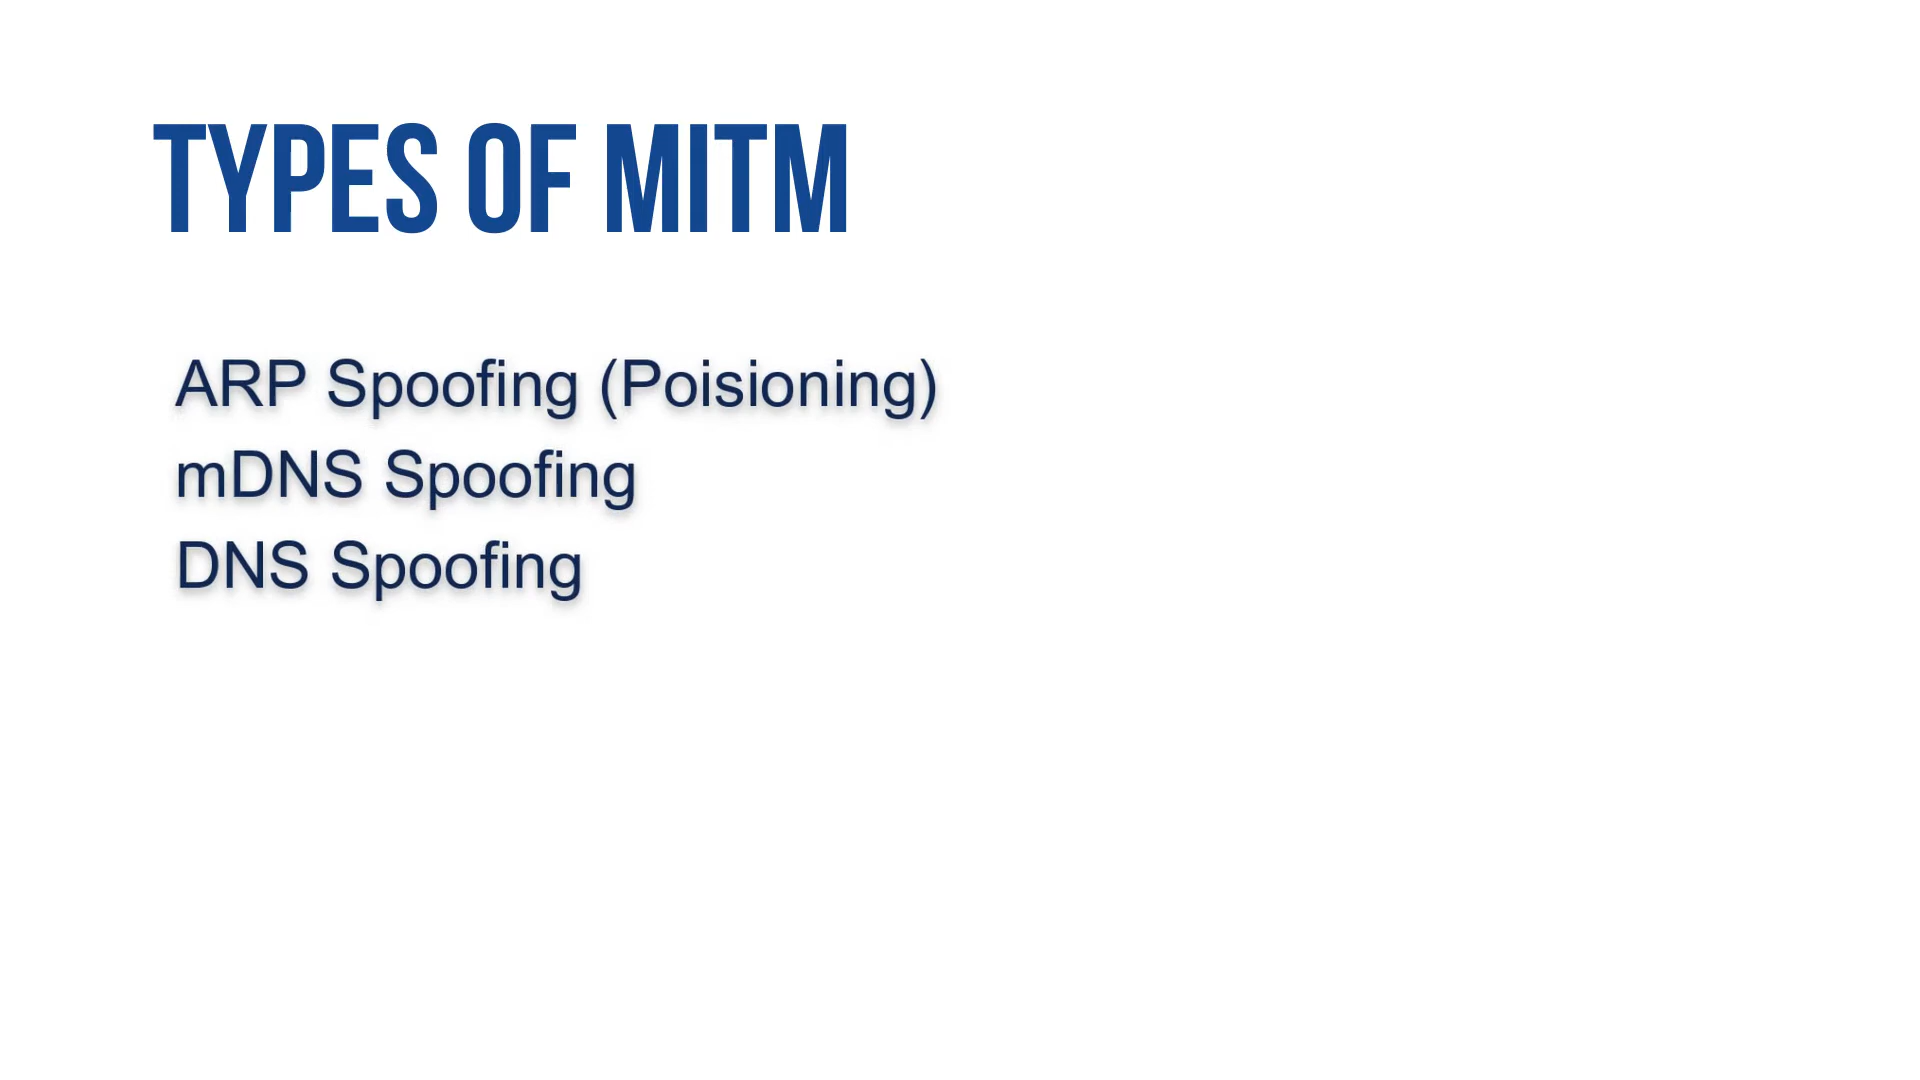 TYPES OF MITM
ARP Spoofing (Poisioning)
mDNS Spoofing
DNS Spoofing